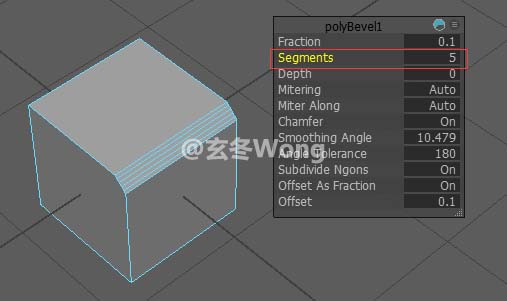 polyBevel1
Fraction 0.1
Segments 5
Depth 0
Mitering Auto
Miter Along Auto
Chamfer On
Smoothing Angle 10.479
Angle Tolerance 180
Subdivide Ngons On
Offset As Fraction On
Offset 0.1
@玄冬Wong